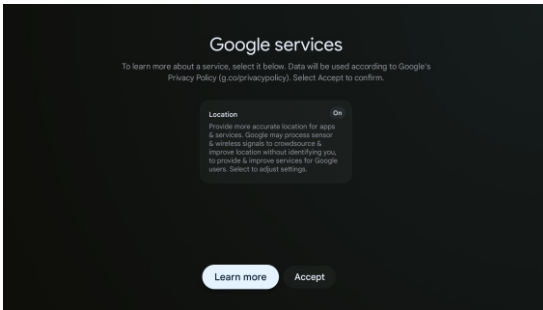 Google services
To learn more about a service, select it below. Data will be used according to Google's
Privacy Policy (g.co/privacypolicy). Select Accept to confirm.
Location
On
Provide more accurate location for apps
& services. Google may process sensor
& wireless signals to crowdsource &
improve location without identifying you,
to provide & improve services for Google
users. Select to adjust settings.
Learn more
Accept